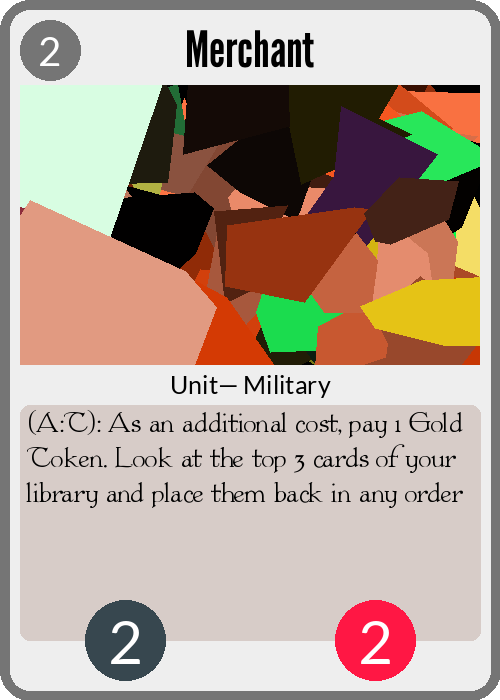 2
Merchant
Unit— Military
(A:T): As an additional cost, pay 1 Gold
Token. Look at the top 3 cards of your
library and place them back in any order
2
2